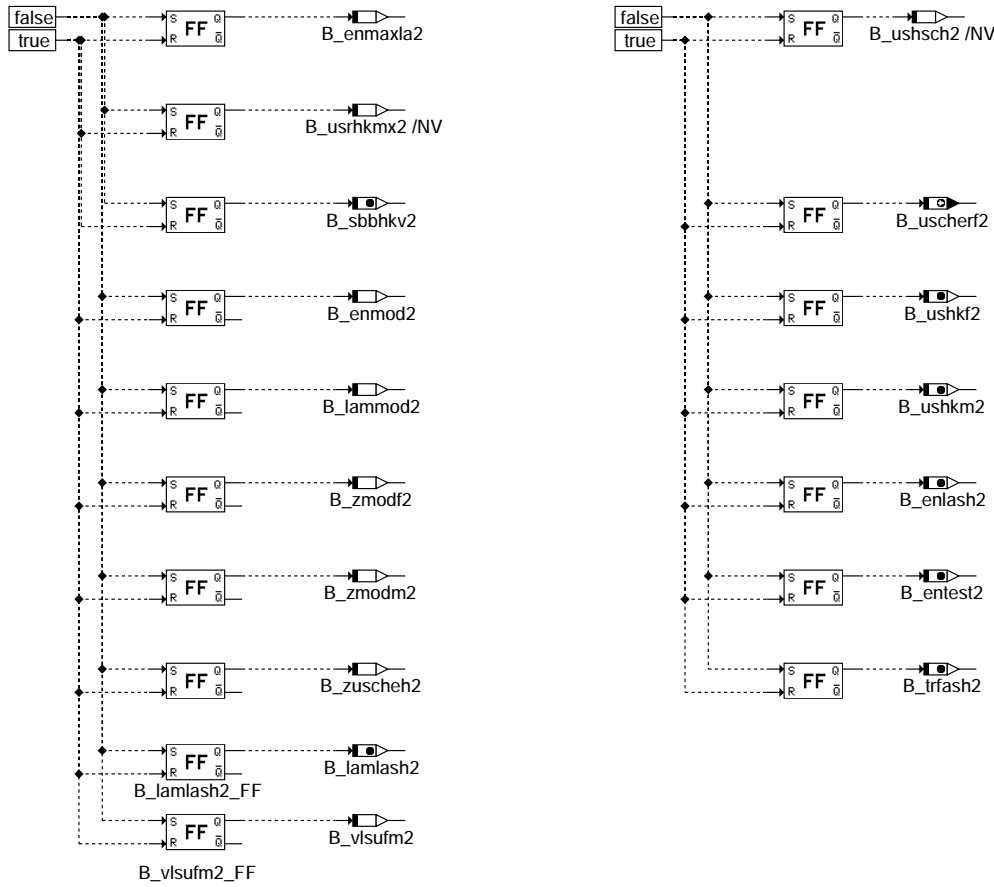 false
true
S Q
FF
R Q̅
B_enmaxla2
S Q
FF
R Q̅
B_usrhkmx2 /NV
S Q
FF
R Q̅
B_sbbhkv2
S Q
FF
R Q̅
B_enmod2
S Q
FF
R Q̅
B_lammod2
S Q
FF
R Q̅
B_zmodf2
S Q
FF
R Q̅
B_zmodm2
S Q
FF
R Q̅
B_zuscheh2
S Q
FF
R Q̅
B_lamlash2
B_lamlash2_FF
S Q
FF
R Q̅
B_vlsufm2
B_vlsufm2_FF
false
true
S Q
FF
R Q̅
B_ushsch2 /NV
S Q
FF
R Q̅
B_uscherf2
S Q
FF
R Q̅
B_ushkf2
S Q
FF
R Q̅
B_ushkm2
S Q
FF
R Q̅
B_enlash2
S Q
FF
R Q̅
B_entest2
S Q
FF
R Q̅
B_trfash2